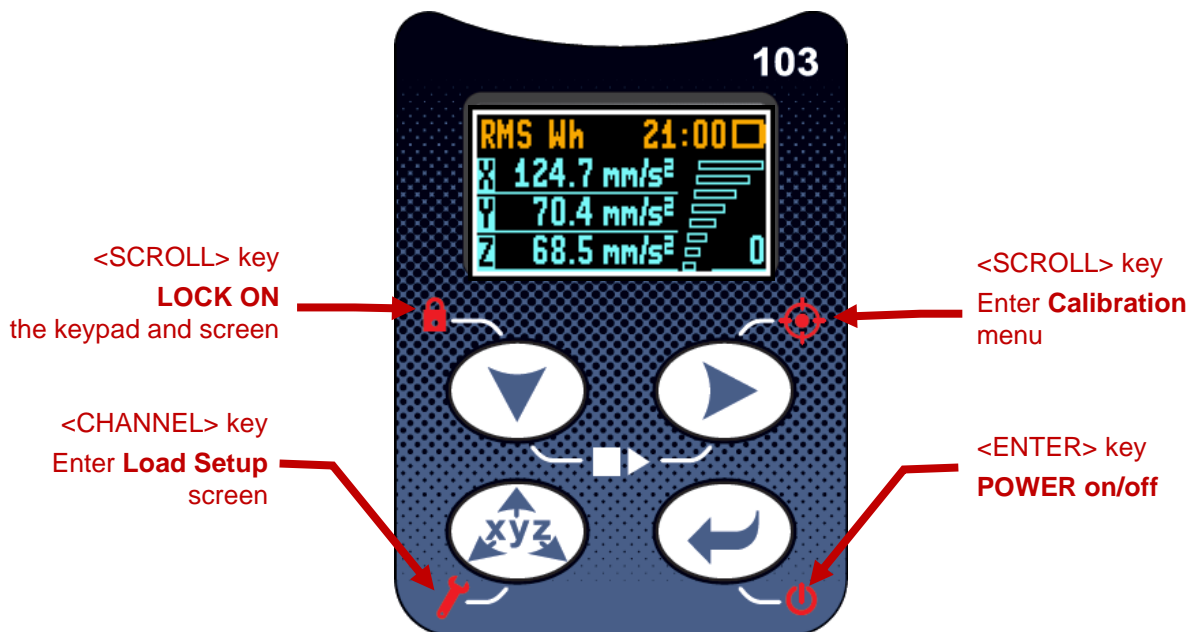 103
RMS Wh 21:00
X 124.7 mm/s²
Y 70.4 mm/s²
Z 68.5 mm/s² 0
<SCROLL> key
LOCK ON
the keypad and screen
<SCROLL> key
Enter Calibration
menu
<CHANNEL> key
Enter Load Setup
screen
<ENTER> key
POWER on/off
xyz